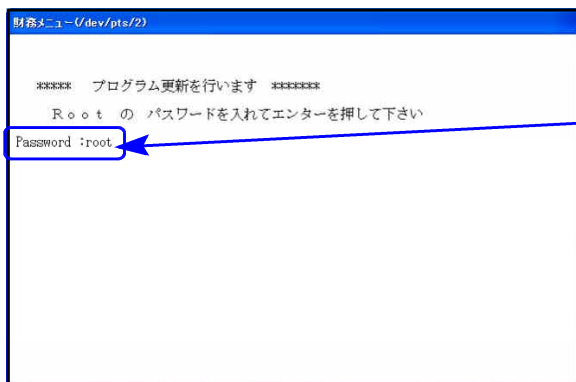 財務メニュー(/dev/pts/2)
***** プログラム更新を行います *******
Ｒｏｏｔ の パスワードを入れてエンターを押して下さい
Password :root